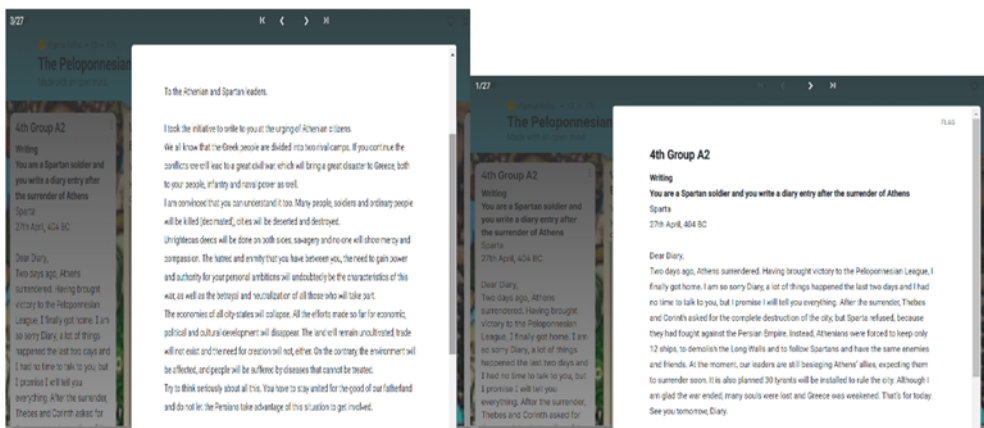 3/27
The Peloponnesian
4th Group A2
Writing
You are a Spartan soldier and
you write a diary entry after
the surrender of Athens
Sparta
27th April, 404 BC
Dear Diary,
Two days ago, Athens
surrendered. Having brought
victory to the Peloponnesian
League, I finally got home. I am
so sorry Diary, a lot of things
happened the last two days and
I had no time to talk to you, but
I promise I will tell you
everything. After the surrender,
Thebes and Corinth asked for
To the Athenian and Spartan leaders.
I took the initiative to write to you at the urging of Athenian citizens.
We all know that the Greek people are divided into two rival camps. If you continue the
conflicts we will lead to a great civil war, which will bring a great disaster to Greece, both
to your people, infantry and naval power as well.
I am convinced that you can understand it too. Many people, soldiers and ordinary people
will be killed (decimated), cities will be deserted and destroyed.
Unrighteous deeds will be done on both sides, savagery and no-one will show mercy and
compassion. The hatred and enmity that you have between you, the need to gain power
and authority for your personal ambitions will undoubtedly be the characteristics of this
war, as well as the betrayal and neutralization of all those who will take part.
The economies of all city-states will collapse. All the efforts made so far for economic,
political and cultural development will disappear. The land will remain uncultivated, trade
will not exist and the need for creation will not, either. On the contrary, the environment will
be affected, and people will be suffered by diseases that cannot be treated.
Try to think seriously about all this. You have to stay united for the good of our fatherland
and do not let the Persians take advantage of this situation to get involved.
1/27
The Peloponnesian
4th Group A2
Writing
You are a Spartan soldier and
you write a diary entry after
the surrender of Athens
Sparta
27th April, 404 BC
Dear Diary,
Two days ago, Athens
surrendered. Having brought
victory to the Peloponnesian
League, I finally got home. I am
so sorry Diary, a lot of things
happened the last two days and
I had no time to talk to you, but
I promise I will tell you
everything. After the surrender,
Thebes and Corinth asked for
FLAG
4th Group A2
Writing
You are a Spartan soldier and you write a diary entry after the surrender of Athens
Sparta
27th April, 404 BC
Dear Diary,
Two days ago, Athens surrendered. Having brought victory to the Peloponnesian League, I
finally got home. I am so sorry Diary, a lot of things happened the last two days and I had
no time to talk to you, but I promise I will tell you everything. After the surrender, Thebes
and Corinth asked for the complete destruction of the city, but Sparta refused, because
they had fought against the Persian Empire. Instead, Athenians were forced to keep only
12 ships, to demolish the Long Walls and to follow Spartans and have the same enemies
and friends. At the moment, our leaders are still besieging Athens' allies, expecting them
to surrender soon. It is also planned 30 tyrants will be installed to rule the city. Although I
am glad the war ended, many souls were lost and Greece was weakened. That's for today.
See you tomorrow, Diary.